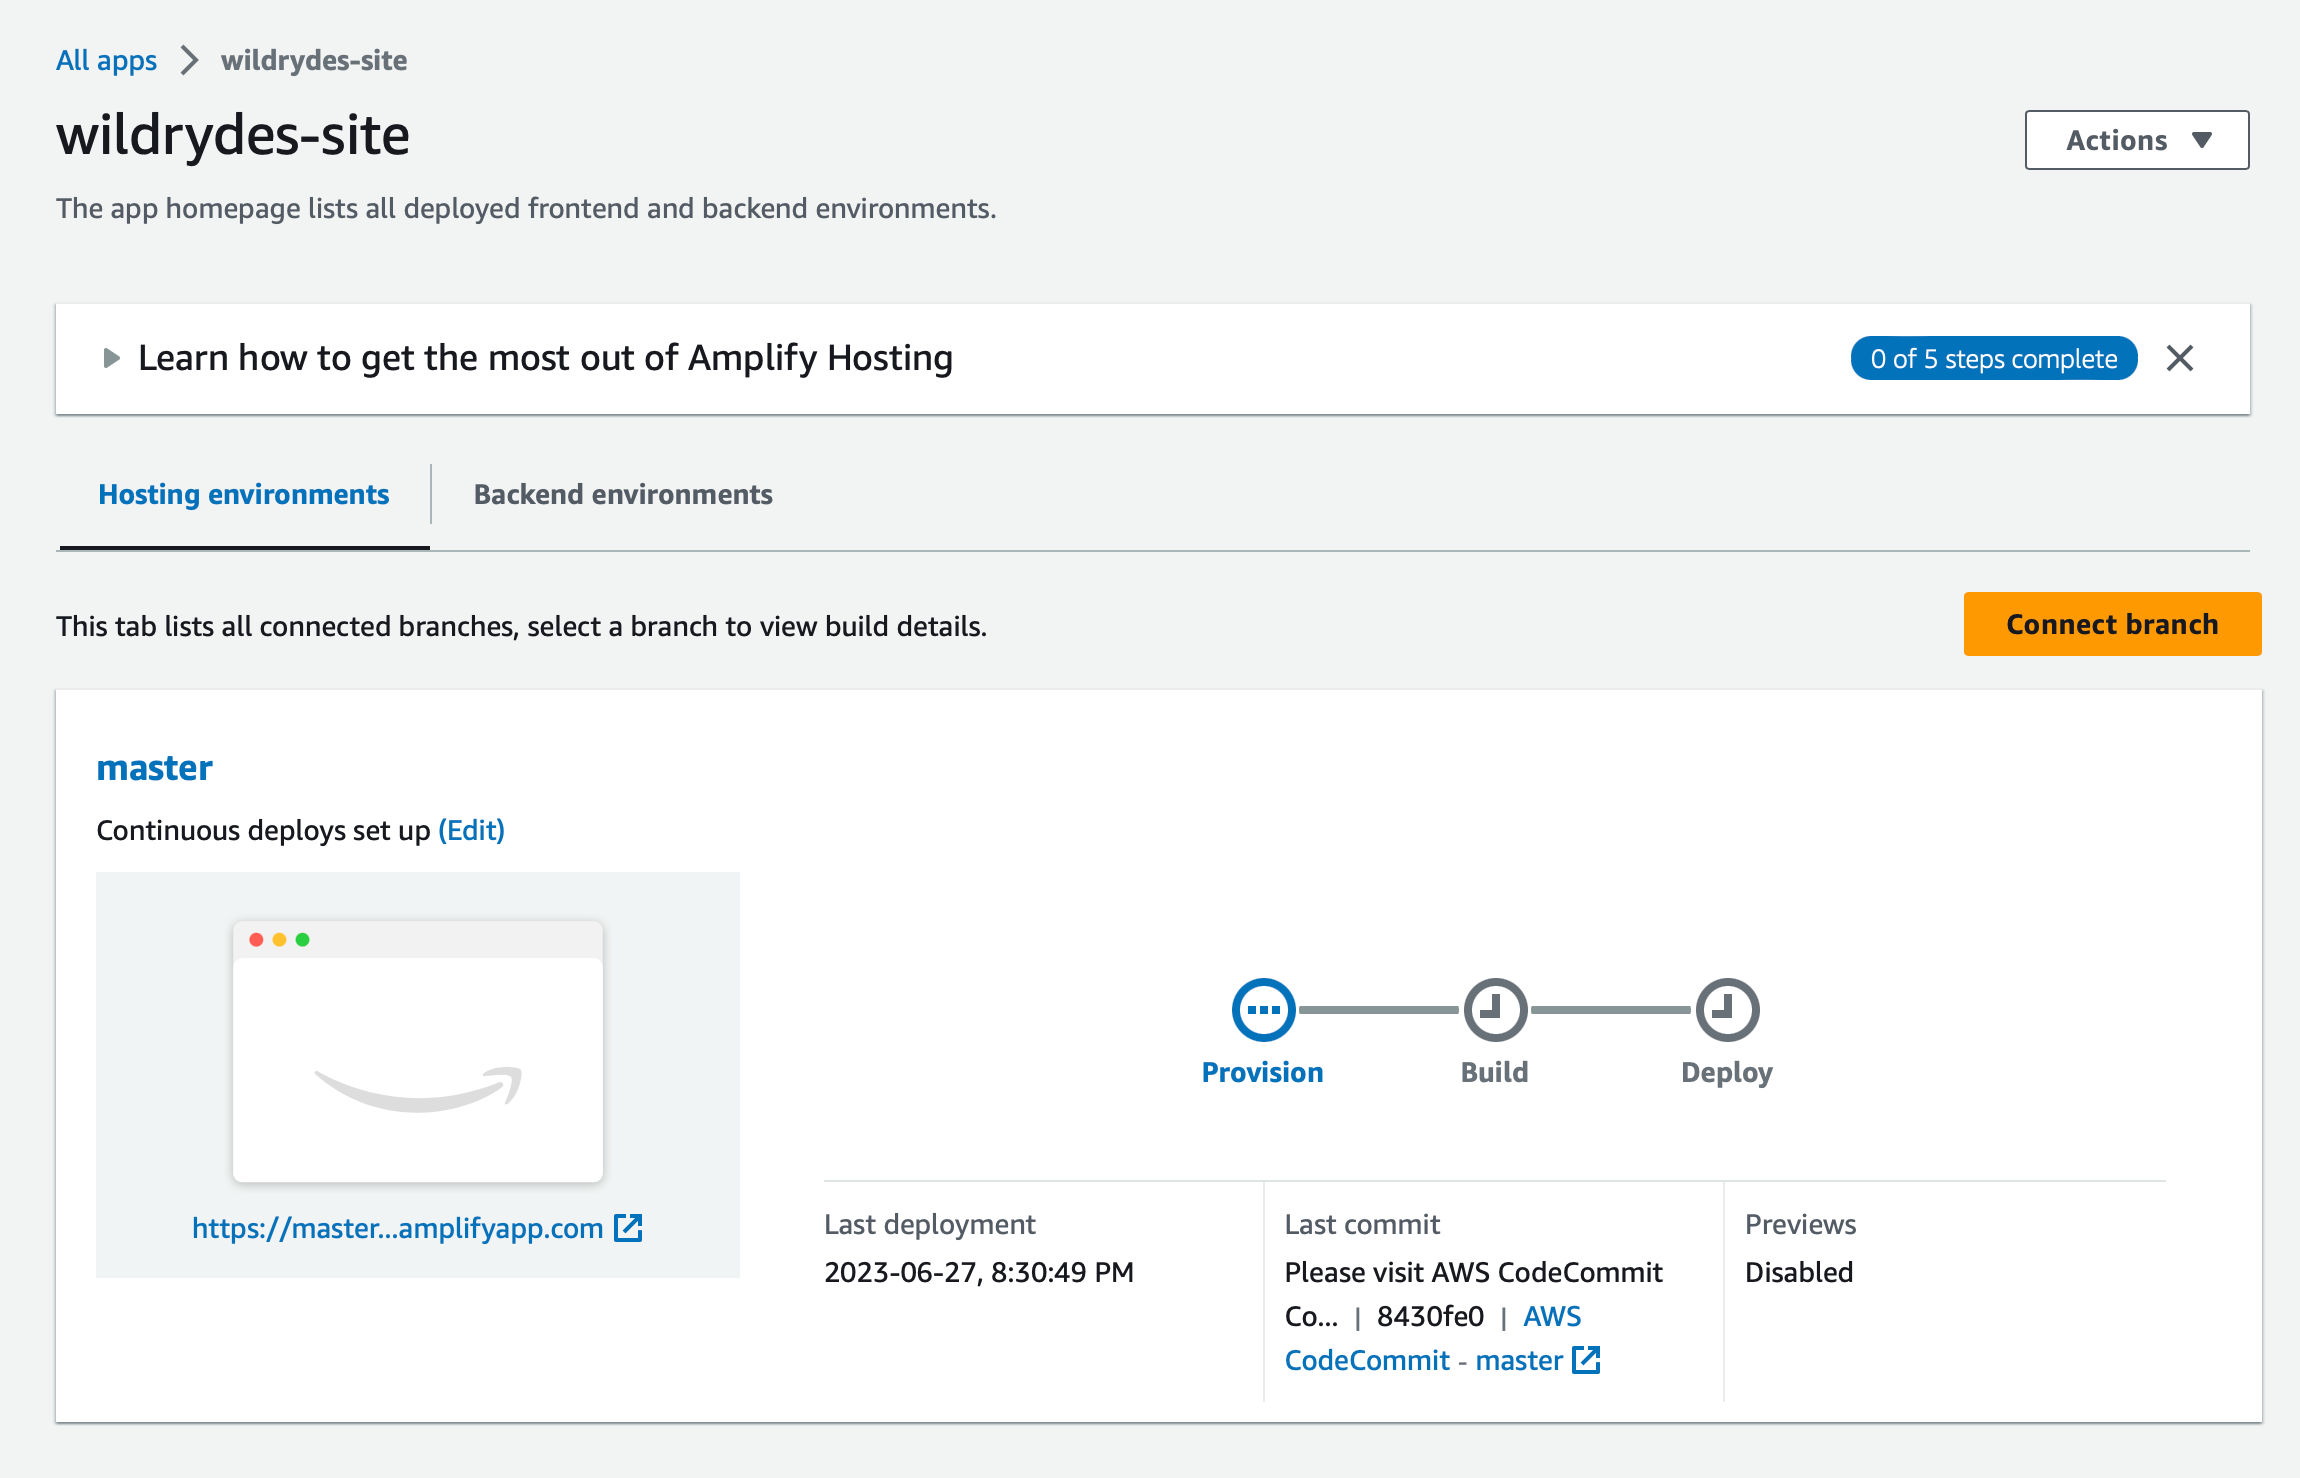 All apps > wildrydes-site
wildrydes-site
Actions
The app homepage lists all deployed frontend and backend environments.
Learn how to get the most out of Amplify Hosting
0 of 5 steps complete
Hosting environments
Backend environments
This tab lists all connected branches, select a branch to view build details.
Connect branch
master
Continuous deploys set up (Edit)
https://master...amplifyapp.com
Provision
Build
Deploy
Last deployment
2023-06-27, 8:30:49 PM
Last commit
Please visit AWS CodeCommit
Co... | 8430fe0 | AWS
CodeCommit - master
Previews
Disabled